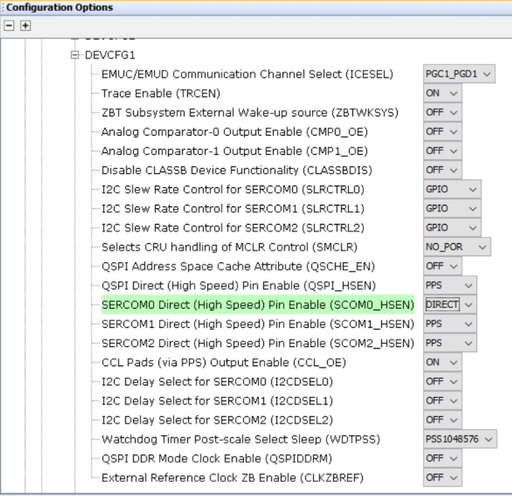 Configuration Options
DEVCFG1
EMUC/EMUD Communication Channel Select (ICESEL) PGC1_PGD1
Trace Enable (TRCEN) ON
ZBT Subsystem External Wake-up source (ZBTWKSYS) OFF
Analog Comparator-0 Output Enable (CMP0_OE) OFF
Analog Comparator-1 Output Enable (CMP1_OE) OFF
Disable CLASSB Device Functionality (CLASSBDIS) OFF
I2C Slew Rate Control for SERCOM0 (SLRCTRL0) GPIO
I2C Slew Rate Control for SERCOM1 (SLRCTRL1) GPIO
I2C Slew Rate Control for SERCOM2 (SLRCTRL2) GPIO
Selects CRU handling of MCLR Control (SMCLR) NO_POR
QSPI Address Space Cache Attribute (QSCHE_EN) OFF
QSPI Direct (High Speed) Pin Enable (QSPI_HSEN) PPS
SERCOM0 Direct (High Speed) Pin Enable (SCOM0_HSEN) DIRECT
SERCOM1 Direct (High Speed) Pin Enable (SCOM1_HSEN) PPS
SERCOM2 Direct (High Speed) Pin Enable (SCOM2_HSEN) PPS
CCL Pads (via PPS) Output Enable (CCL_OE) ON
I2C Delay Select for SERCOM0 (I2CDSEL0) OFF
I2C Delay Select for SERCOM1 (I2CDSEL1) OFF
I2C Delay Select for SERCOM2 (I2CDSEL2) OFF
Watchdog Timer Post-scale Select Sleep (WDTPSS) PSS1048576
QSPI DDR Mode Clock Enable (QSPIDDRM) OFF
External Reference Clock ZB Enable (CLKZBREF) OFF